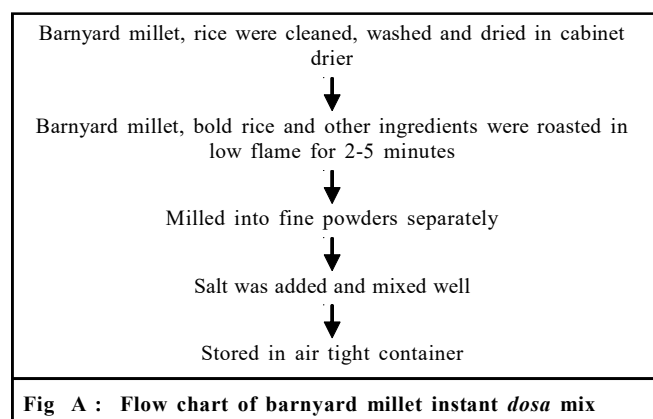 Barnyard millet, rice were cleaned, washed and dried in cabinet
drier
Barnyard millet, bold rice and other ingredients were roasted in
low flame for 2-5 minutes
Milled into fine powders separately
Salt was added and mixed well
Stored in air tight container
Fig A : Flow chart of barnyard millet instant dosa mix